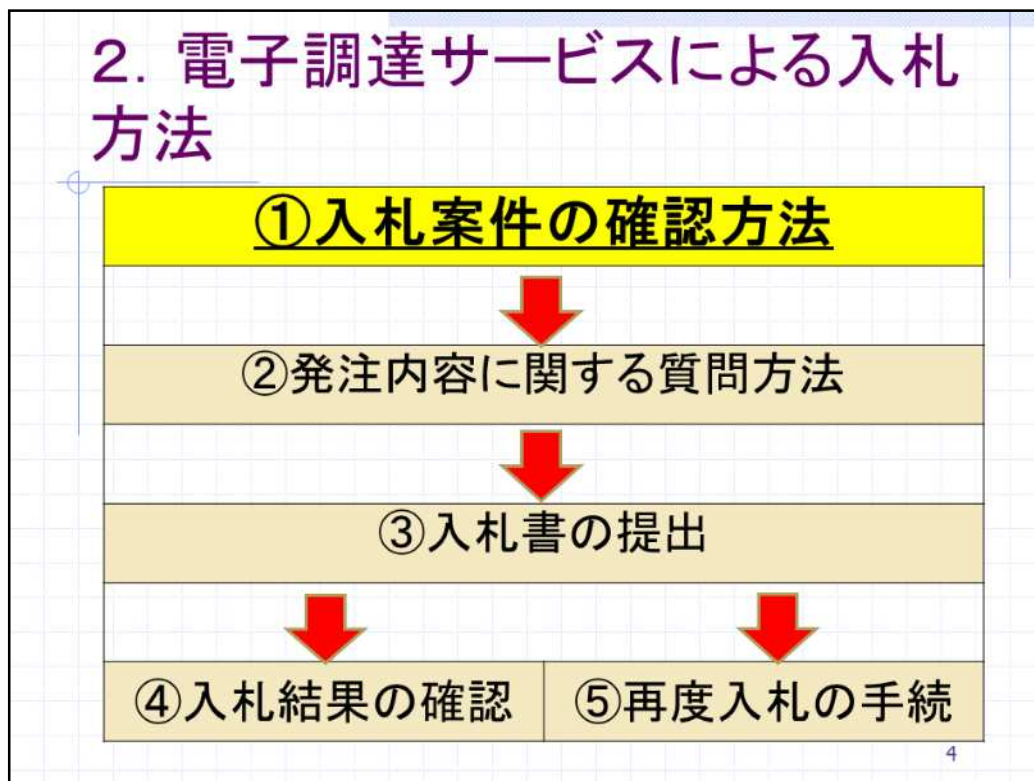 ２．電子調達サービスによる入札
方法
①入札案件の確認方法
②発注内容に関する質問方法
③入札書の提出
④入札結果の確認
⑤再度入札の手続
4